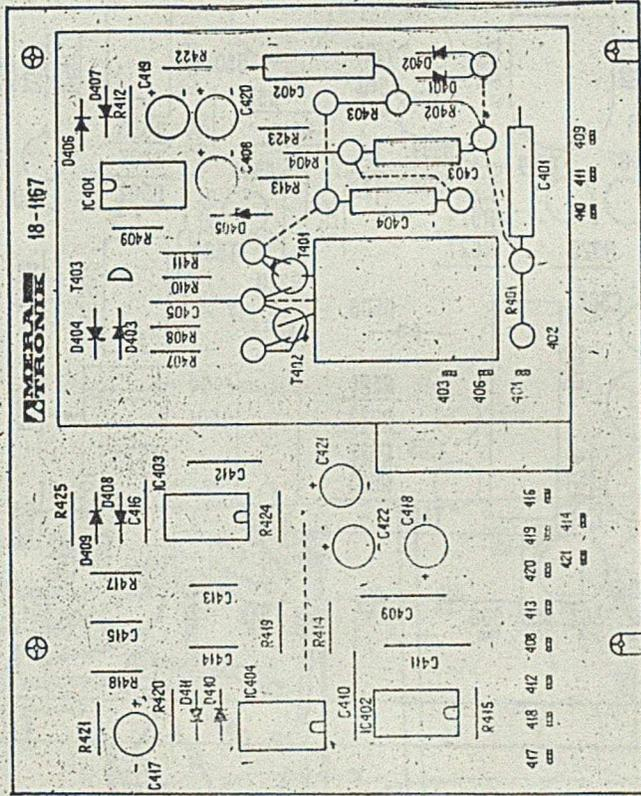 MERA TRONIK 18-1167
D406
D407
R412
C419
C420
R422
C402
D402
D401
R403
R402
R423
R404
C408
R413
C403
C401
IC401
R409
D405
C404
409
411
410
T403
R411
R410
C405
R408
R407
T401
T402
R401
402
D404
D403
403
406
401
R425
D409
D408
C416
IC403
C412
R424
C421
C422
C418
416
419
414
420
421
R417
C415
R418
C413
C414
R419
R414
C409
C411
413
408
412
418
417
R421
R420
C417
D411
D410
IC404
C410
IC402
R415